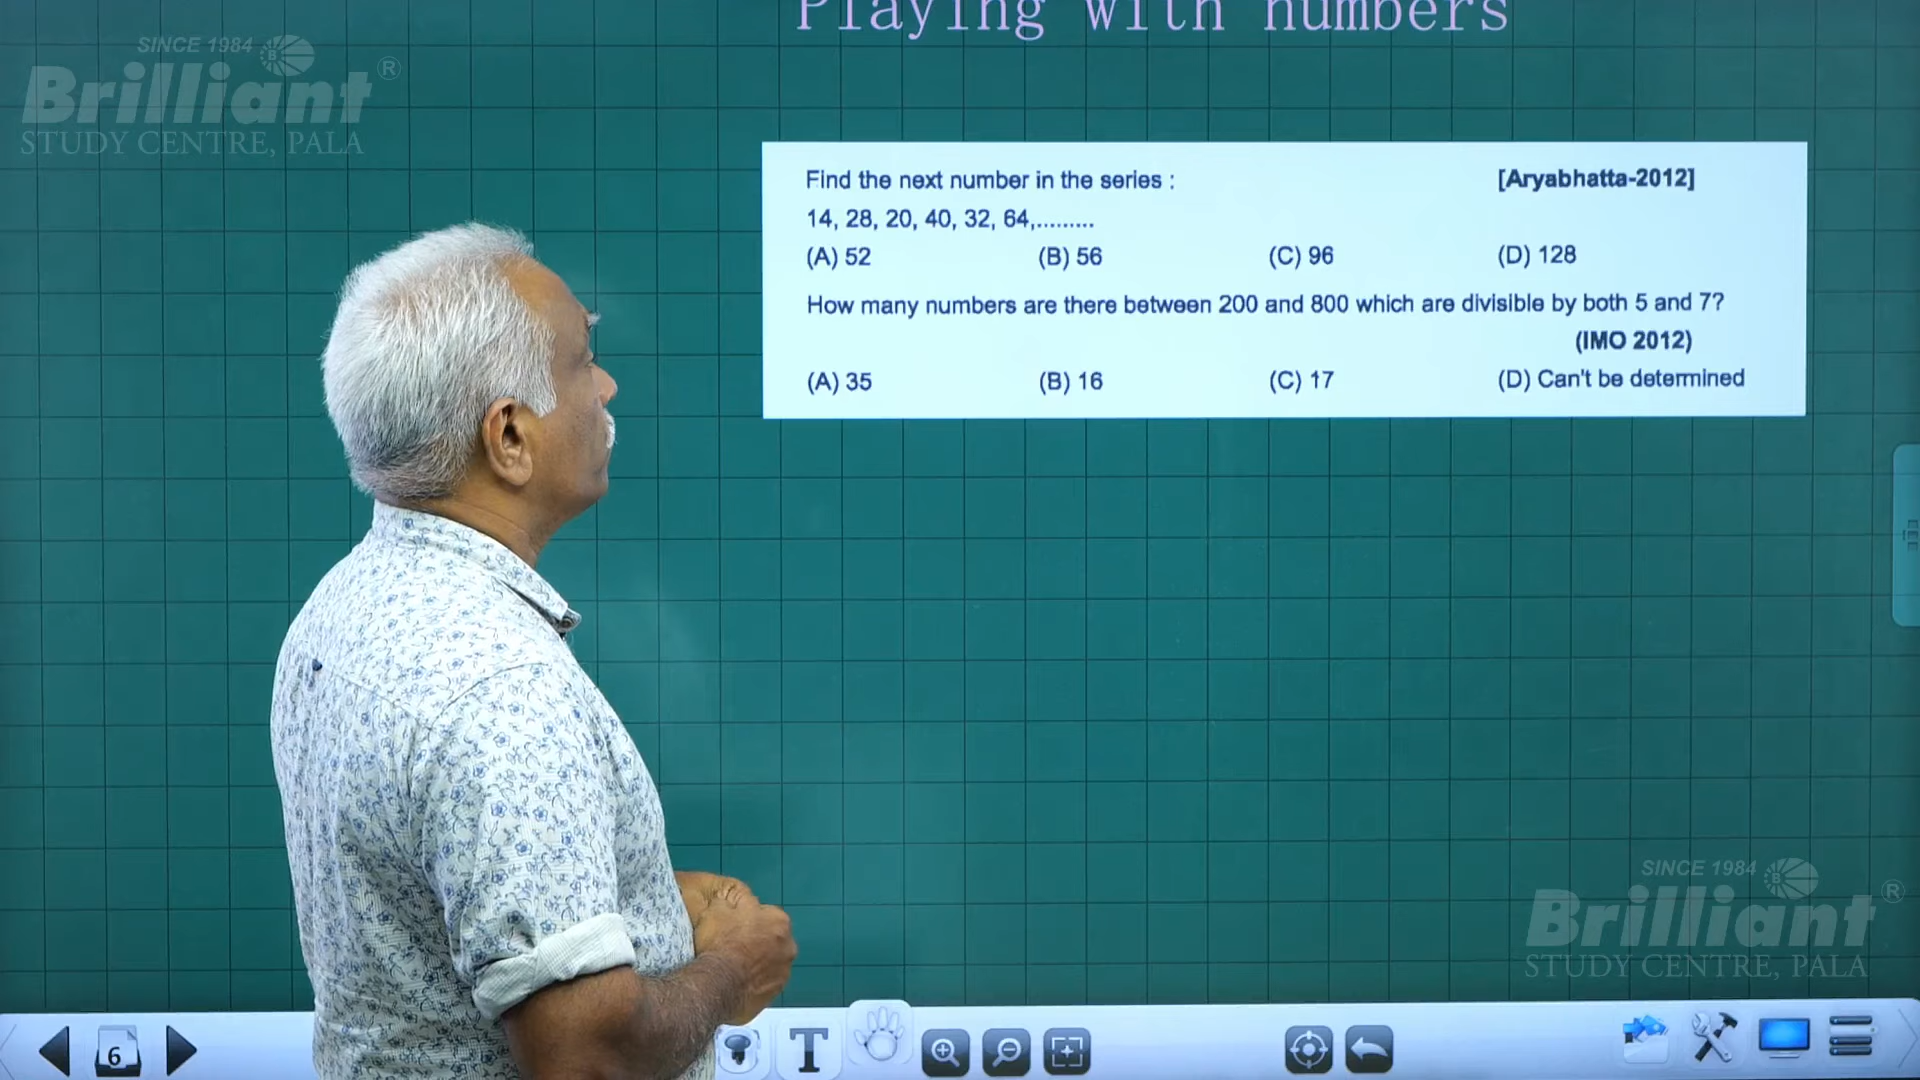 Playing with numbers
SINCE 1984
Brilliant®
STUDY CENTRE, PALA
Find the next number in the series : [Aryabhatta-2012]
14, 28, 20, 40, 32, 64,.........
(A) 52 (B) 56 (C) 96 (D) 128
How many numbers are there between 200 and 800 which are divisible by both 5 and 7?
(IMO 2012)
(A) 35 (B) 16 (C) 17 (D) Can't be determined
SINCE 1984
Brilliant®
STUDY CENTRE, PALA
6
T